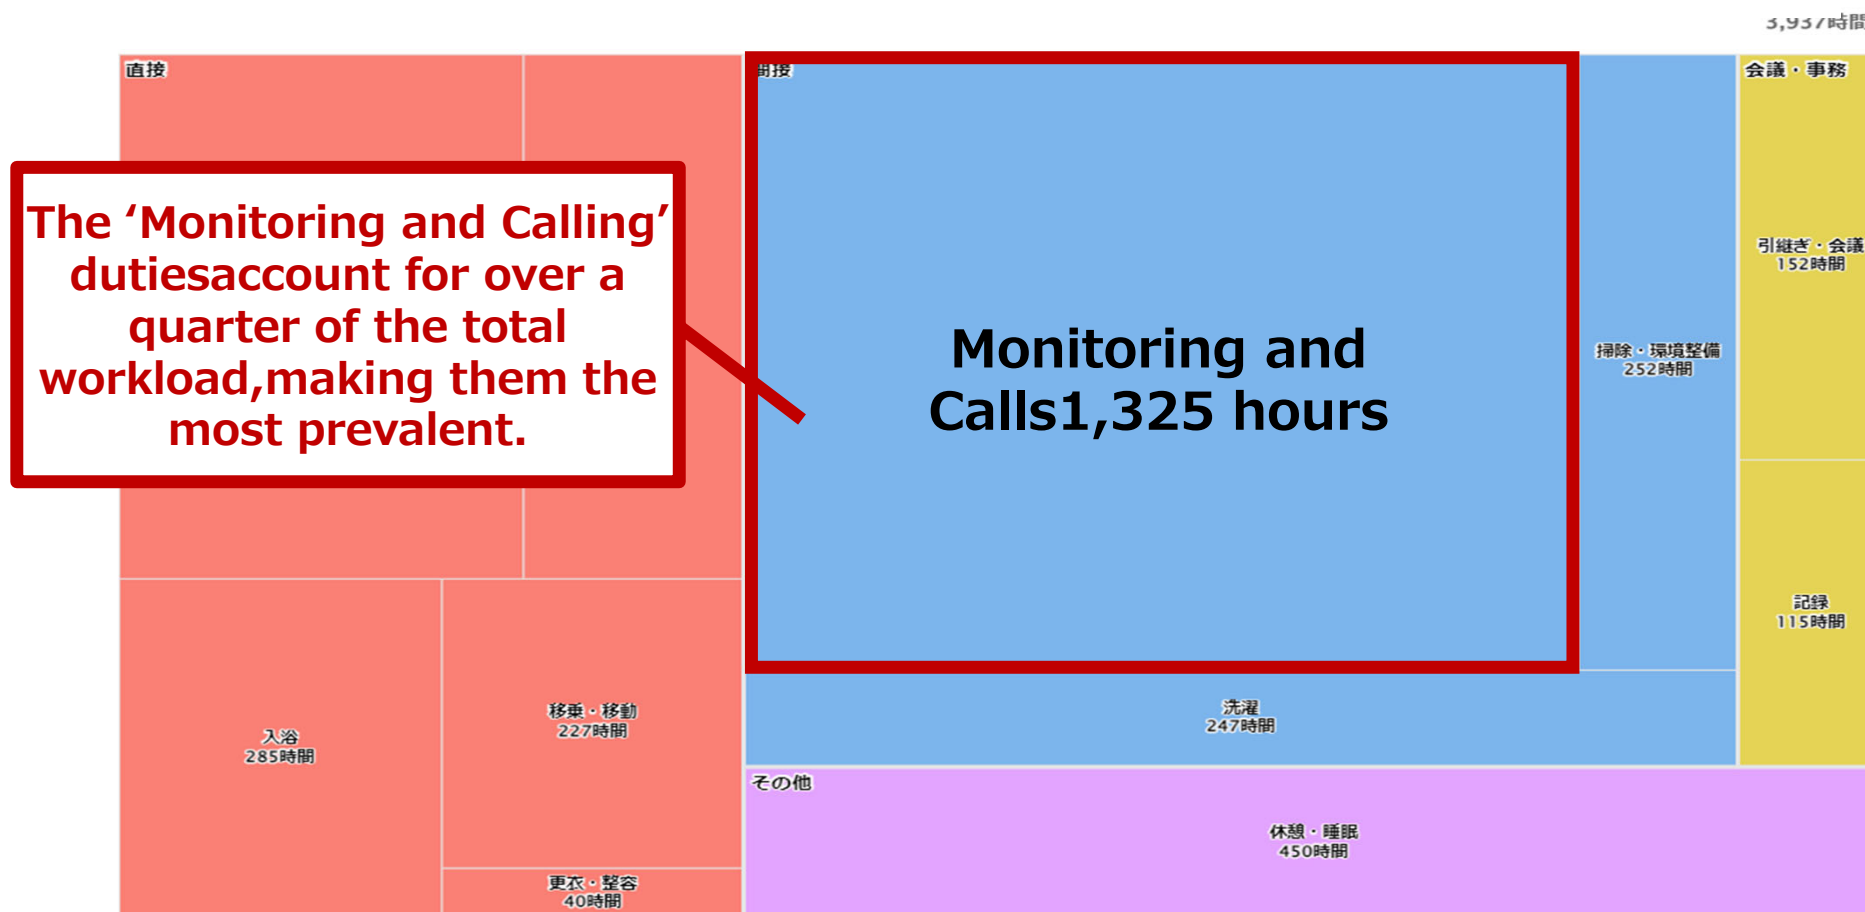 3,937時間
直接
間接
会議・事務
The ‘Monitoring and Calling’
dutiesaccount for over a
quarter of the total
workload,making them the
most prevalent.
Monitoring and
Calls1,325 hours
引継ぎ・会議
152時間
掃除・環境整備
252時間
記録
115時間
洗濯
247時間
移乗・移動
227時間
入浴
285時間
その他
休憩・睡眠
450時間
更衣・整容
40時間